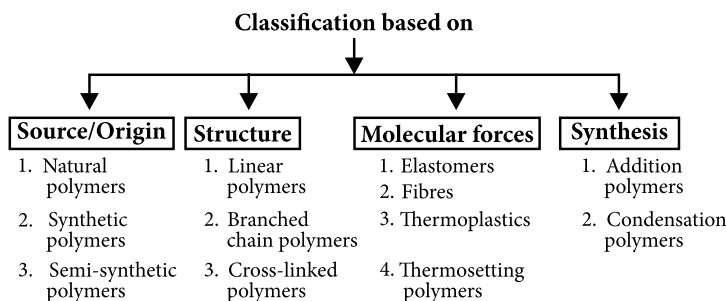 Classification based on
Source/Origin
1. Natural
polymers
2. Synthetic
polymers
3. Semi-synthetic
polymers
Structure
1. Linear
polymers
2. Branched
chain polymers
3. Cross-linked
polymers
Molecular forces
1. Elastomers
2. Fibres
3. Thermoplastics
4. Thermosetting
polymers
Synthesis
1. Addition
polymers
2. Condensation
polymers